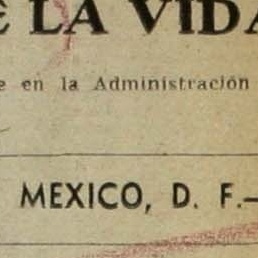 LA VIDA
en la Administración
MEXICO, D. F.—